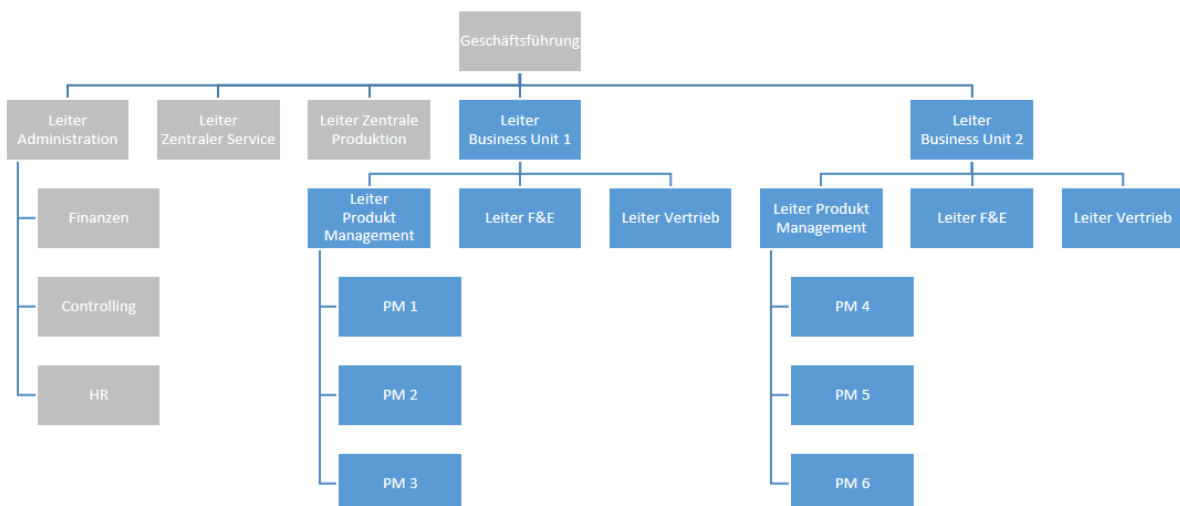 Geschäftsführung
Leiter
Administration
Leiter
Zentraler Service
Leiter Zentrale
Produktion
Leiter
Business Unit 1
Leiter
Business Unit 2
Finanzen
Controlling
HR
Leiter
Produkt
Management
Leiter F&E
Leiter Vertrieb
PM 1
PM 2
PM 3
Leiter Produkt
Management
Leiter F&E
Leiter Vertrieb
PM 4
PM 5
PM 6